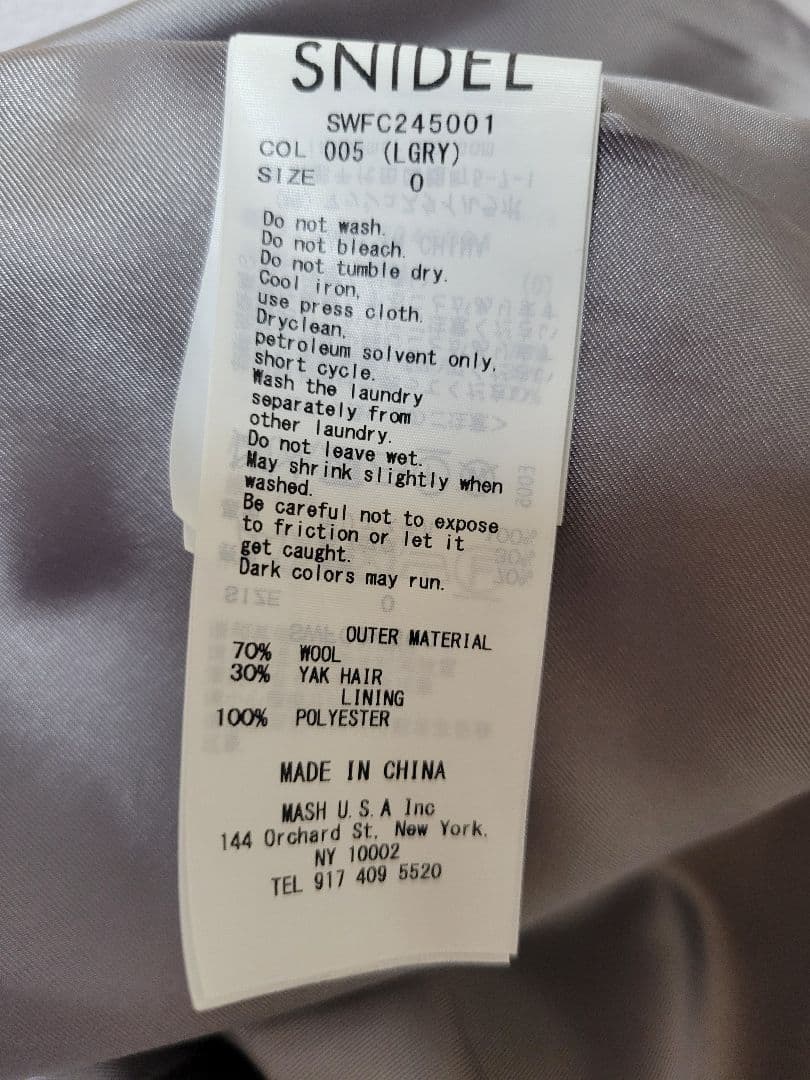 SNIDEL
SWFC245001
COL 005 (LGRY)
SIZE 0
Do not wash.
Do not bleach.
Do not tumble dry.
Cool iron,
use press cloth.
Dryclean,
petroleum solvent only,
short cycle.
Wash the laundry
separately from
other laundry.
Do not leave wet.
May shrink slightly when
washed.
Be careful not to expose
to friction or let it
get caught.
Dark colors may run.
OUTER MATERIAL
70% WOOL
30% YAK HAIR
LINING
100% POLYESTER
MADE IN CHINA
MASH U.S.A Inc
144 Orchard St. New York.
NY 10002
TEL 917 409 5520